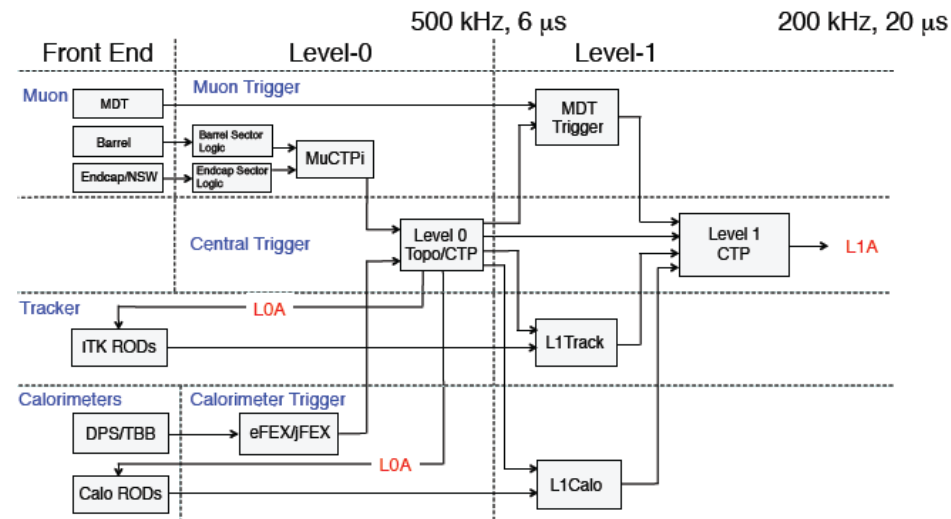 500 kHz, 6 μs
200 kHz, 20 μs
Front End
Level-0
Level-1
Muon
Muon Trigger
MDT
MDT
Trigger
Barrel
Barrel Sector
Logic
MuCTPi
Endcap/NSW
Endcap Sector
Logic
Central Trigger
Level 0
Topo/CTP
Level 1
CTP
L1A
Tracker
L0A
ITK RODs
L1Track
Calorimeters
Calorimeter Trigger
DPS/TBB
eFEX/jFEX
L0A
Calo RODs
L1Calo